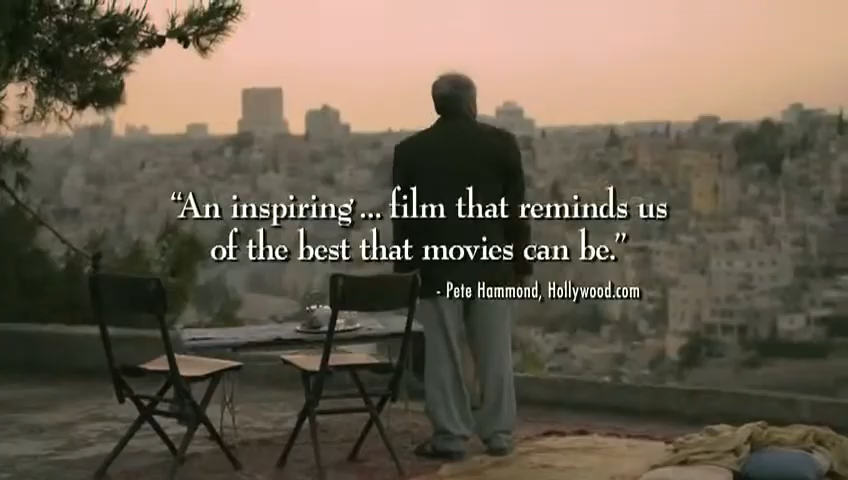 “An inspiring ... film that reminds us
of the best that movies can be.”
- Pete Hammond, Hollywood.com